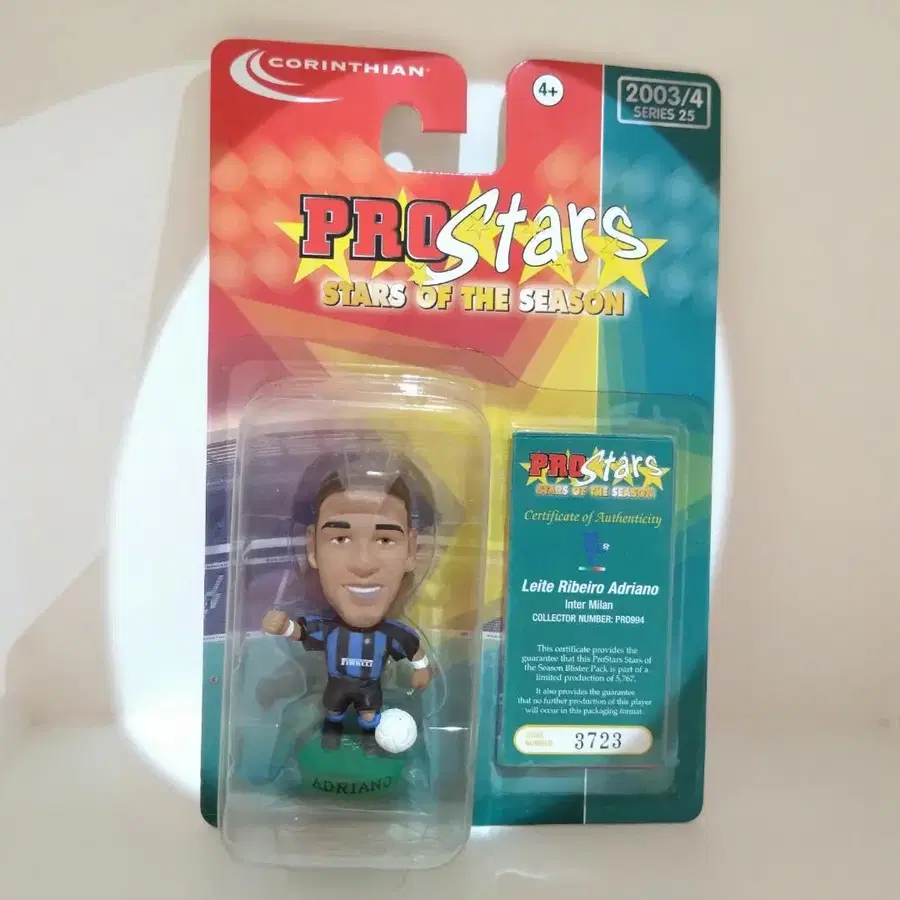 CORINTHIAN
4+
2003/4
SERIES 25
PROStars
STARS OF THE SEASON
PROStars
STARS OF THE SEASON
Certificate of Authenticity
Leite Ribeiro Adriano
Inter Milan
COLLECTOR NUMBER: PRO994
This certificate provides the
guarantee that this ProStars Stars of
the Season Blister Pack is part of a
limited production of 5,767.
It also provides the guarantee
that no further production of this player
will occur in this packaging format.
ISSUE
NUMBER
3723
PIRELLI
ADRIANO